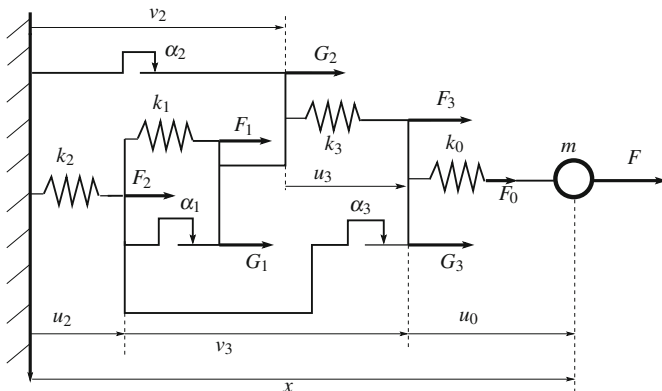 v₂
α₂
G₂
k₁
F₁
k₃
F₃
k₀
m
F
k₂
F₂
α₁
u₃
α₃
F₀
G₁
G₃
u₂
v₃
u₀
x